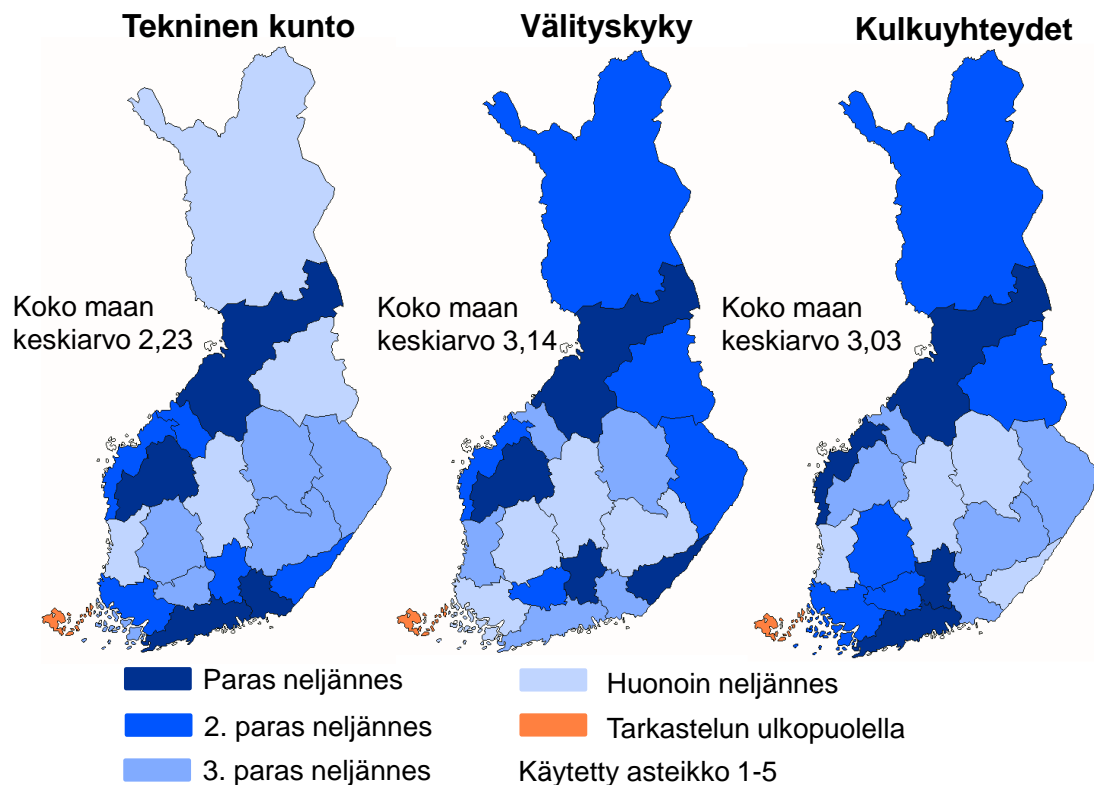 Tekninen kunto
Välityskyky
Kulkuyhteydet
Koko maan
keskiarvo 2,23
Koko maan
keskiarvo 3,14
Koko maan
keskiarvo 3,03
Paras neljännes
2. paras neljännes
3. paras neljännes
Huonoin neljännes
Tarkastelun ulkopuolella
Käytetty asteikko 1-5